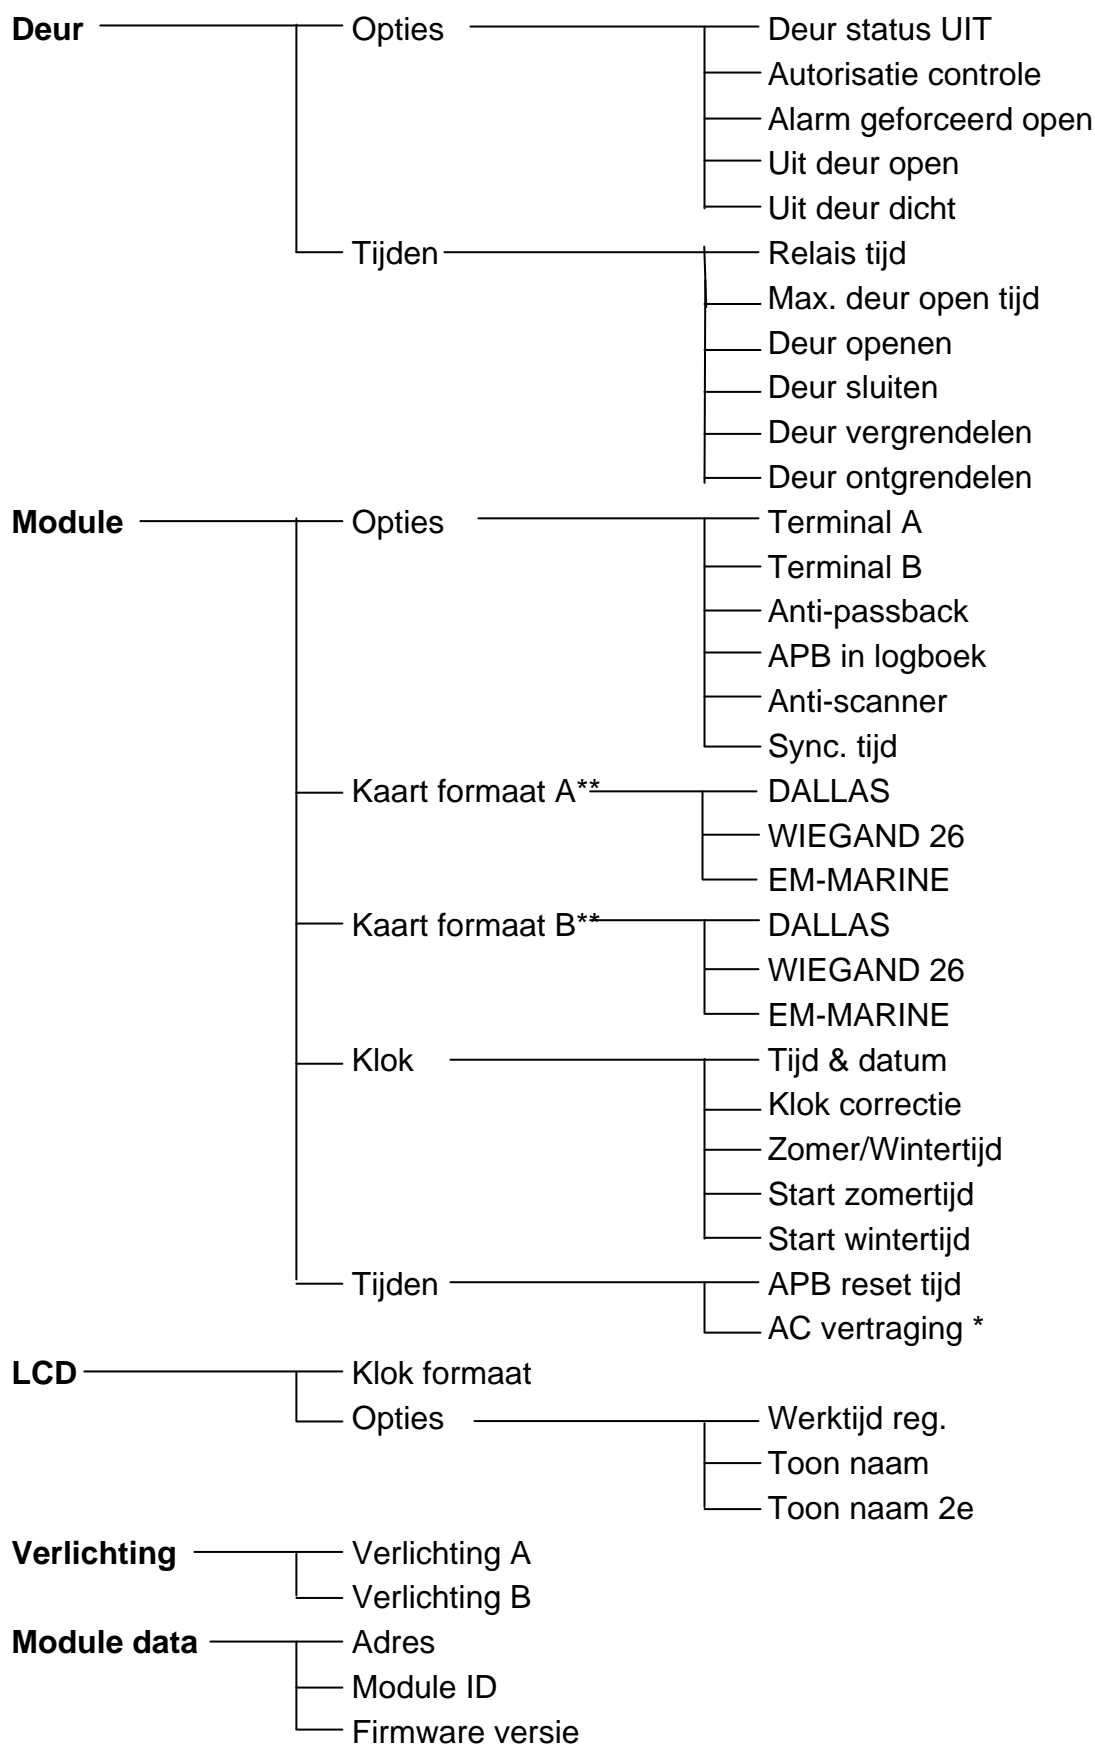 Deur Opties Deur status UIT
Autorisatie controle
Alarm geforceerd open
Uit deur open
Uit deur dicht
Tijden Relais tijd
Max. deur open tijd
Deur openen
Deur sluiten
Deur vergrendelen
Deur ontgrendelen
Module Opties Terminal A
Terminal B
Anti-passback
APB in logboek
Anti-scanner
Sync. tijd
Kaart formaat A** DALLAS
WIEGAND 26
EM-MARINE
Kaart formaat B** DALLAS
WIEGAND 26
EM-MARINE
Klok Tijd & datum
Klok correctie
Zomer/Wintertijd
Start zomertijd
Start wintertijd
Tijden APB reset tijd
AC vertraging *
LCD Klok formaat
Opties Werktijd reg.
Toon naam
Toon naam 2e
Verlichting Verlichting A
Verlichting B
Module data Adres
Module ID
Firmware versie